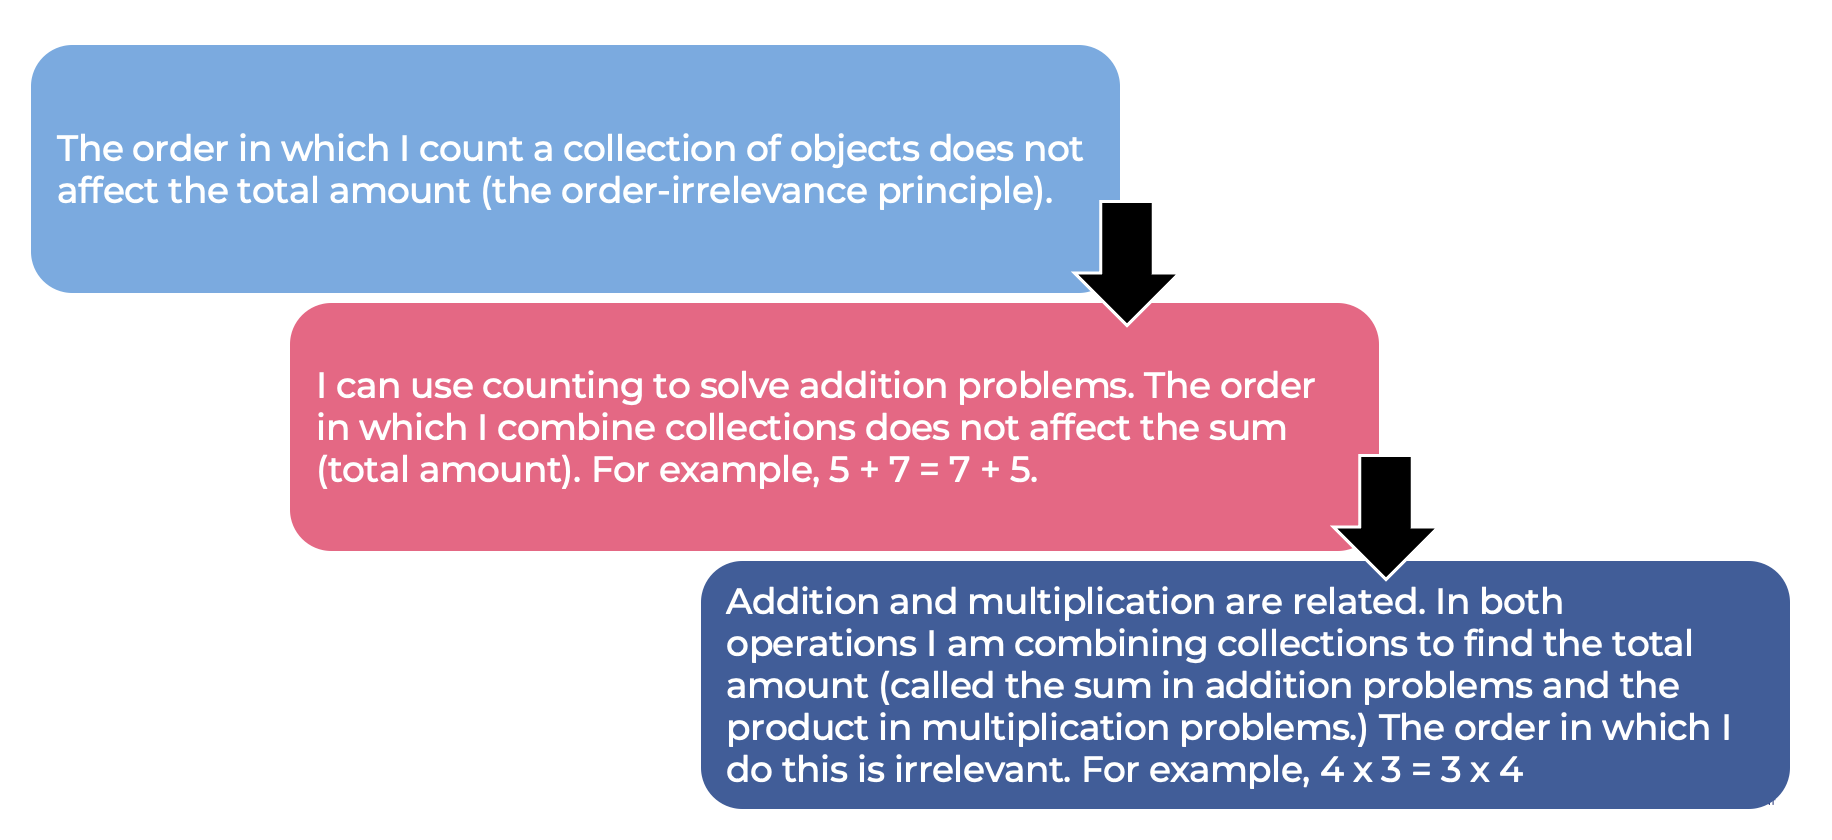 The order in which I count a collection of objects does not
affect the total amount (the order-irrelevance principle).
I can use counting to solve addition problems. The order
in which I combine collections does not affect the sum
(total amount). For example, 5 + 7 = 7 + 5.
Addition and multiplication are related. In both
operations I am combining collections to find the total
amount (called the sum in addition problems and the
product in multiplication problems.) The order in which I
do this is irrelevant. For example, 4 x 3 = 3 x 4